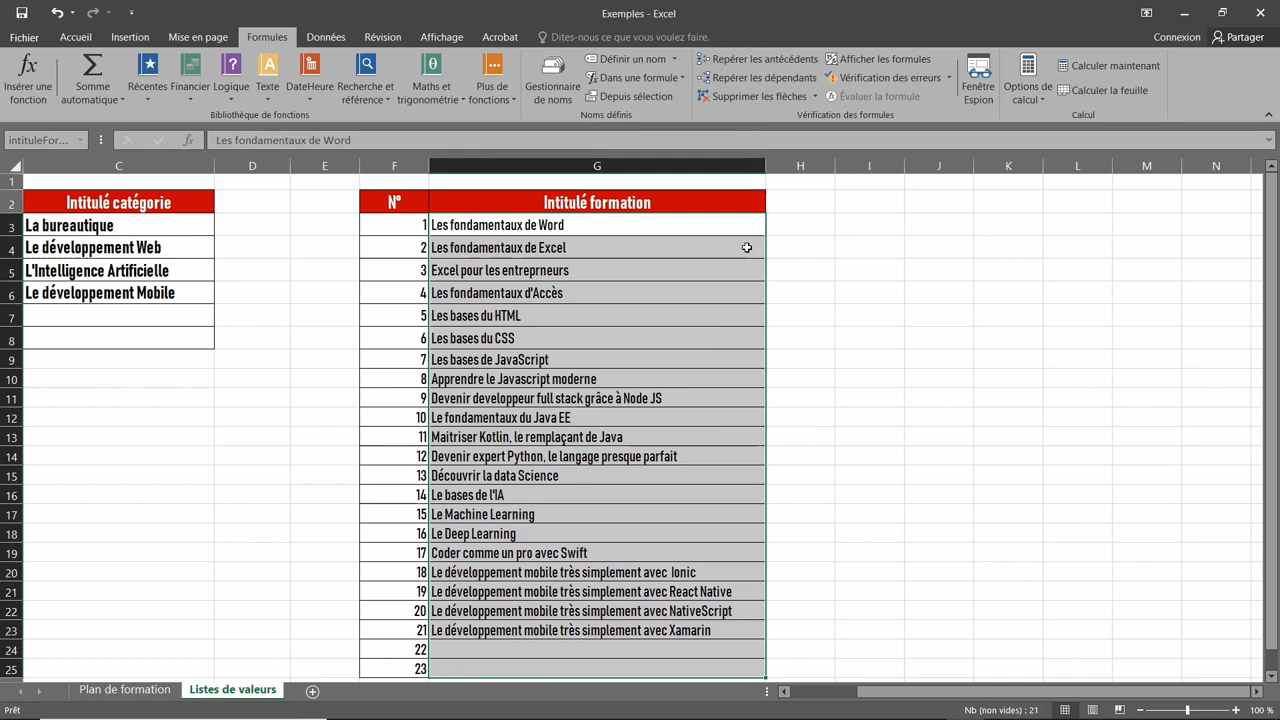 Exemples - Excel
Fichier
Accueil
Insertion
Mise en page
Formules
Données
Révision
Affichage
Acrobat
Dites-nous ce que vous voulez faire.
Connexion
Partager
Insérer une fonction
Somme automatique
Récentes
Financier
Logique
Texte
DateHeure
Recherche et référence
Maths et trigonométrie
Plus de fonctions
Bibliothèque de fonctions
Gestionnaire de noms
Définir un nom
Dans une formule
Depuis sélection
Noms définis
Repérer les antécédents
Repérer les dépendants
Supprimer les flèches
Afficher les formules
Vérification des erreurs
Évaluer la formule
Vérification des formules
Fenêtre Espion
Options de calcul
Calculer maintenant
Calculer la feuille
Calcul
intituleFor...
fx
Les fondamentaux de Word
C D E F G H I J K L M N
1
2 Intitulé catégorie N° Intitulé formation
3 La bureautique 1 Les fondamentaux de Word
4 Le développement Web 2 Les fondamentaux de Excel
5 L'Intelligence Artificielle 3 Excel pour les entreprneurs
6 Le développement Mobile 4 Les fondamentaux d'Accès
7 5 Les bases du HTML
8 6 Les bases du CSS
9 7 Les bases de JavaScript
10 8 Apprendre le Javascript moderne
11 9 Devenir developpeur full stack grâce à Node JS
12 10 Le fondamentaux du Java EE
13 11 Maitriser Kotlin, le remplaçant de Java
14 12 Devenir expert Python, le langage presque parfait
15 13 Découvrir la data Science
16 14 Le bases de l'IA
17 15 Le Machine Learning
18 16 Le Deep Learning
19 17 Coder comme un pro avec Swift
20 18 Le développement mobile très simplement avec Ionic
21 19 Le développement mobile très simplement avec React Native
22 20 Le développement mobile très simplement avec NativeScript
23 21 Le développement mobile très simplement avec Xamarin
24 22
25 23
Plan de formation
Listes de valeurs
Prêt
Nb (non vides) : 21
100 %